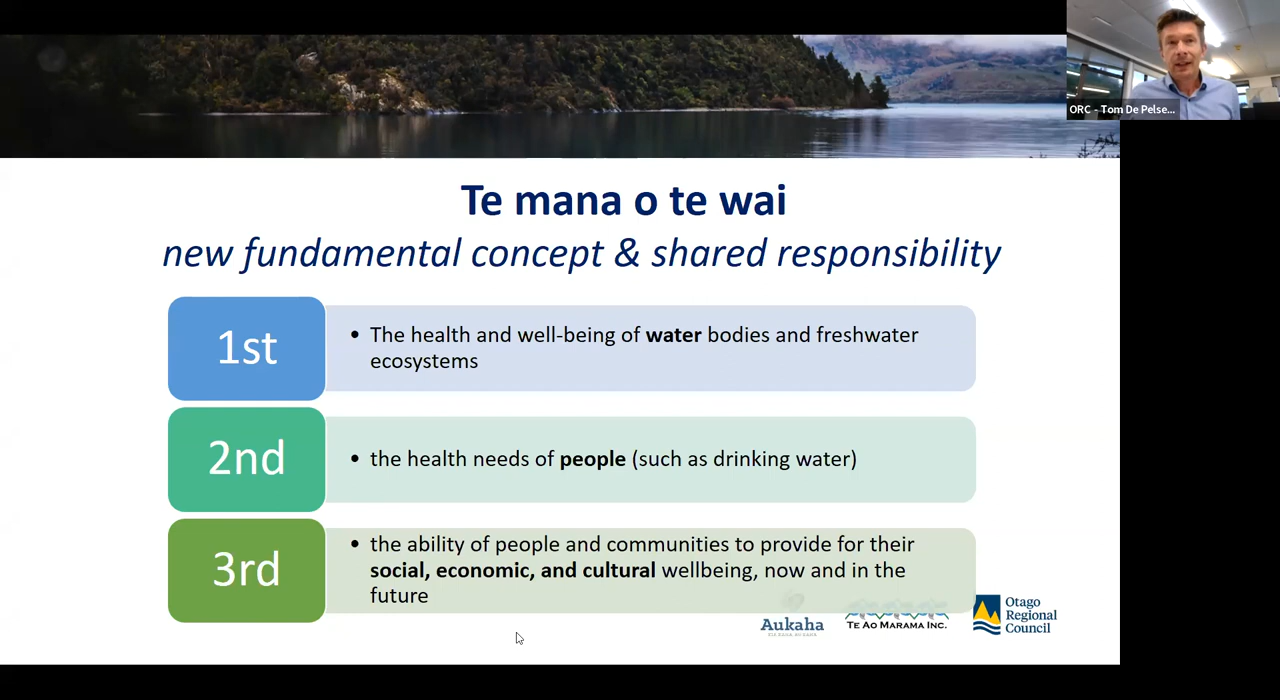 ORC - Tom De Pelse...
Te mana o te wai
new fundamental concept & shared responsibility
1st
• The health and well-being of water bodies and freshwater
ecosystems
2nd
• the health needs of people (such as drinking water)
3rd
• the ability of people and communities to provide for their
social, economic, and cultural wellbeing, now and in the
future
Aukaha
TE AO MARAMA INC.
Otago
Regional
Council